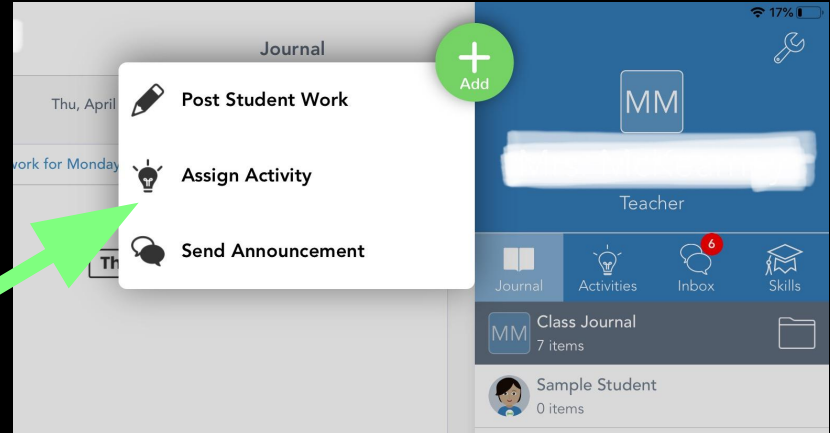 17%
Journal
Add
Thu, April
Post Student Work
MM
work for Monday
Assign Activity
Teacher
Send Announcement
Th
6
Journal
Activities
Inbox
Skills
MM
Class Journal
7 items
Sample Student
0 items